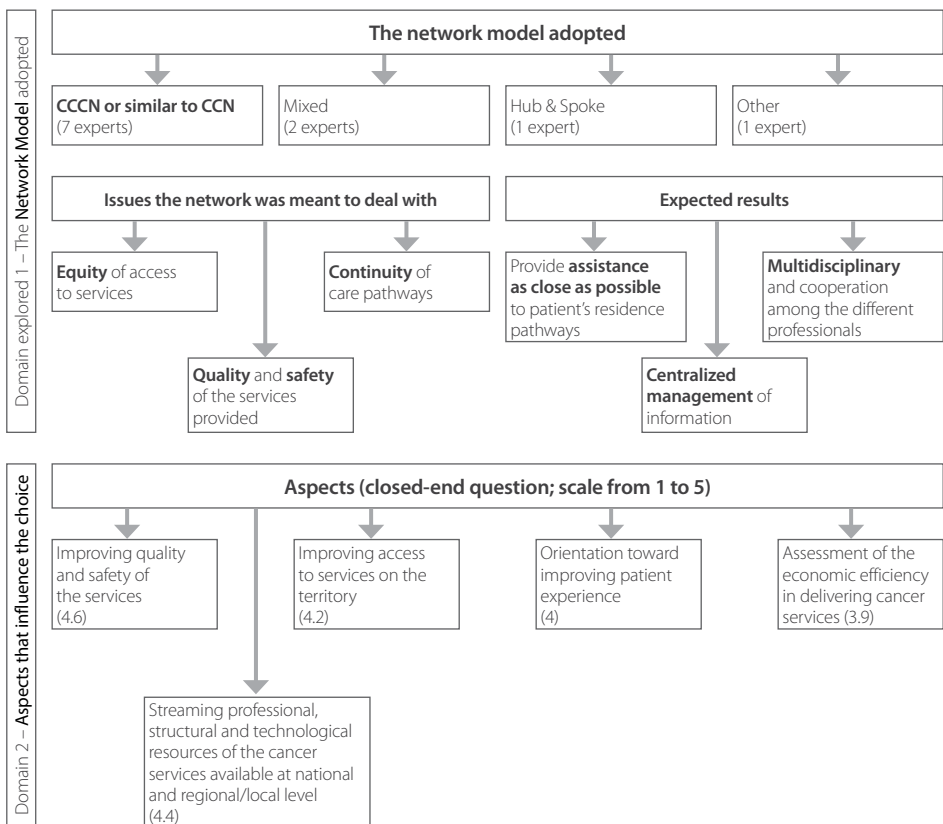 Domain explored 1 – The Network Model adopted
The network model adopted
CCCN or similar to CCN
(7 experts)
Mixed
(2 experts)
Hub & Spoke
(1 expert)
Other
(1 expert)
Issues the network was meant to deal with
Equity of access
to services
Continuity of
care pathways
Quality and safety
of the services
provided
Expected results
Provide assistance
as close as possible
to patient's residence
pathways
Multidisciplinary
and cooperation
among the different
professionals
Centralized
management of
information
Domain 2 – Aspects that influence the choice
Aspects (closed-end question; scale from 1 to 5)
Improving quality
and safety of
the services
(4.6)
Improving access
to services on the
territory
(4.2)
Orientation toward
improving patient
experience
(4)
Assessment of the
economic efficiency
in delivering cancer
services (3.9)
Streaming professional,
structural and technological
resources of the cancer
services available at national
and regional/local level
(4.4)